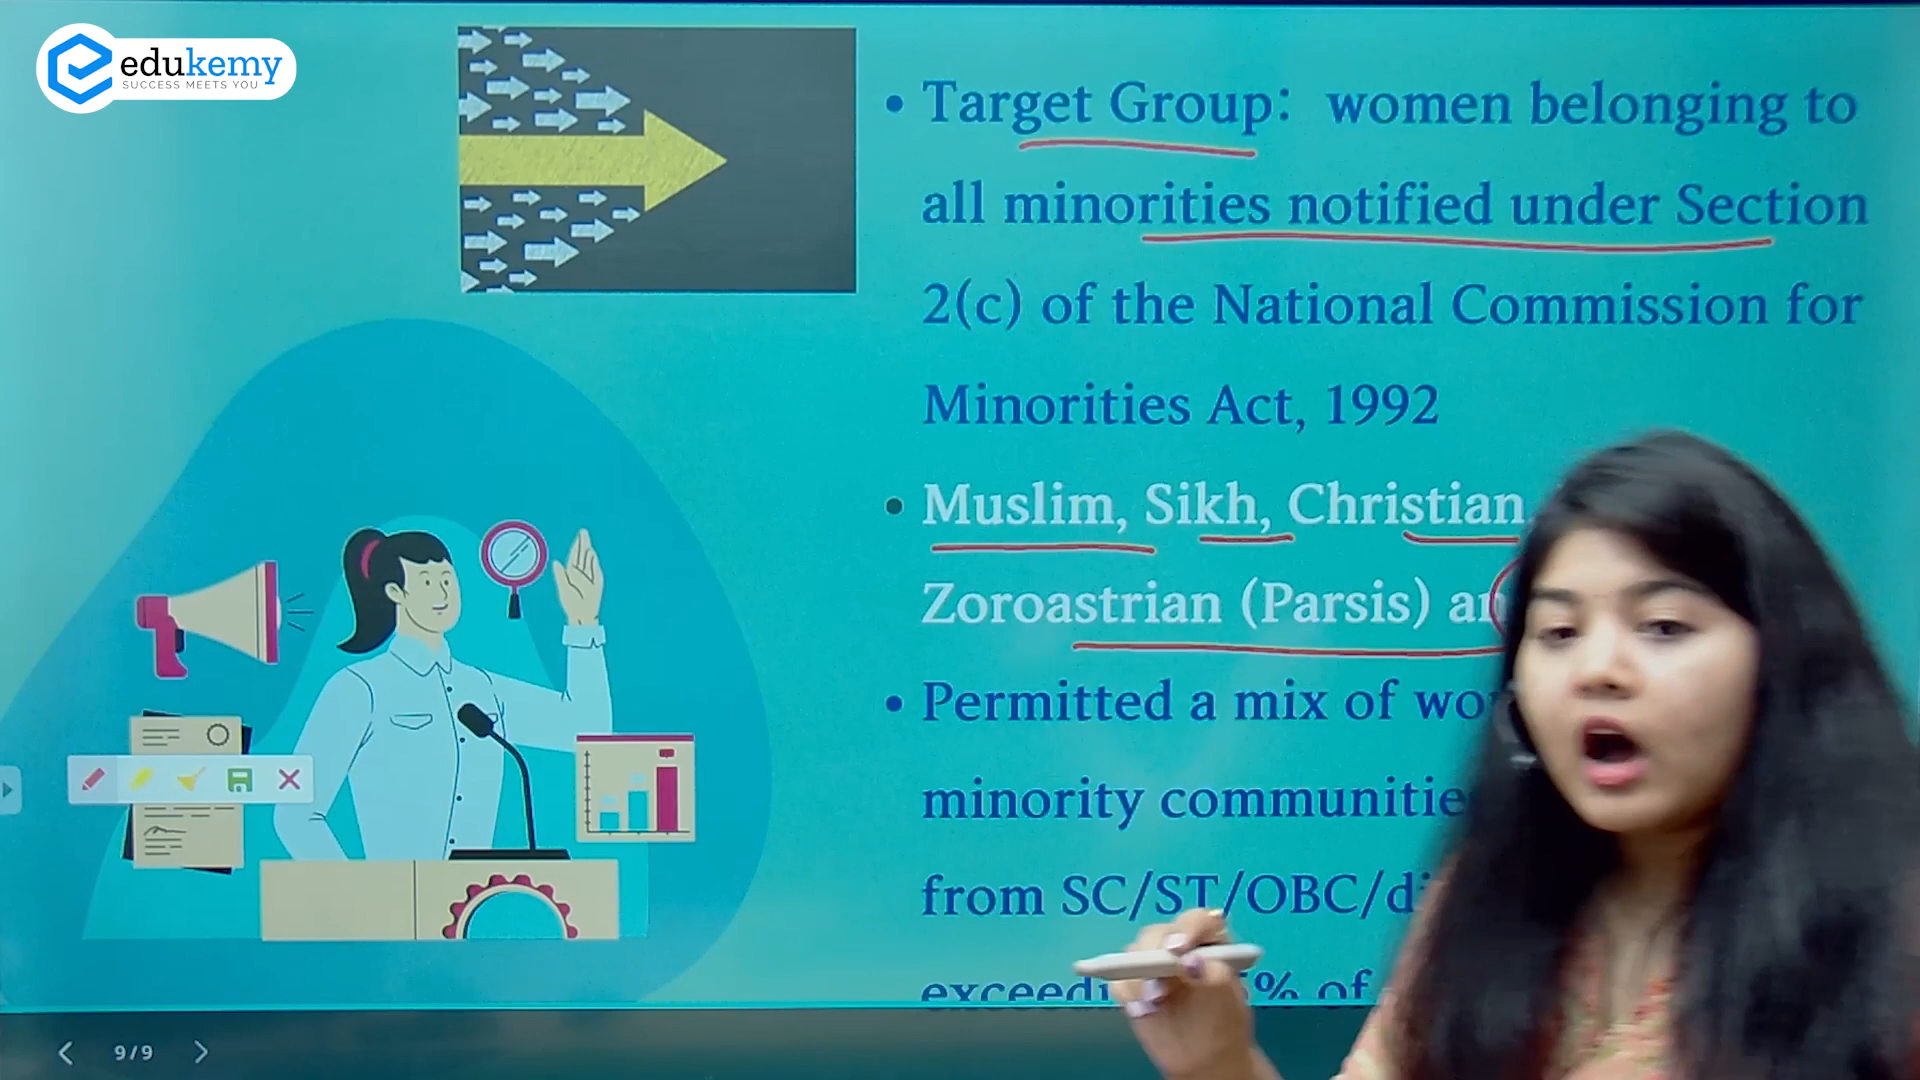 edukemy
SUCCESS MEETS YOU
• Target Group: women belonging to
all minorities notified under Section
2(c) of the National Commission for
Minorities Act, 1992
• Muslim, Sikh, Christian
Zoroastrian (Parsis)
• Permitted a mix of
minority
from SC/ST/OBC/
of
9/9